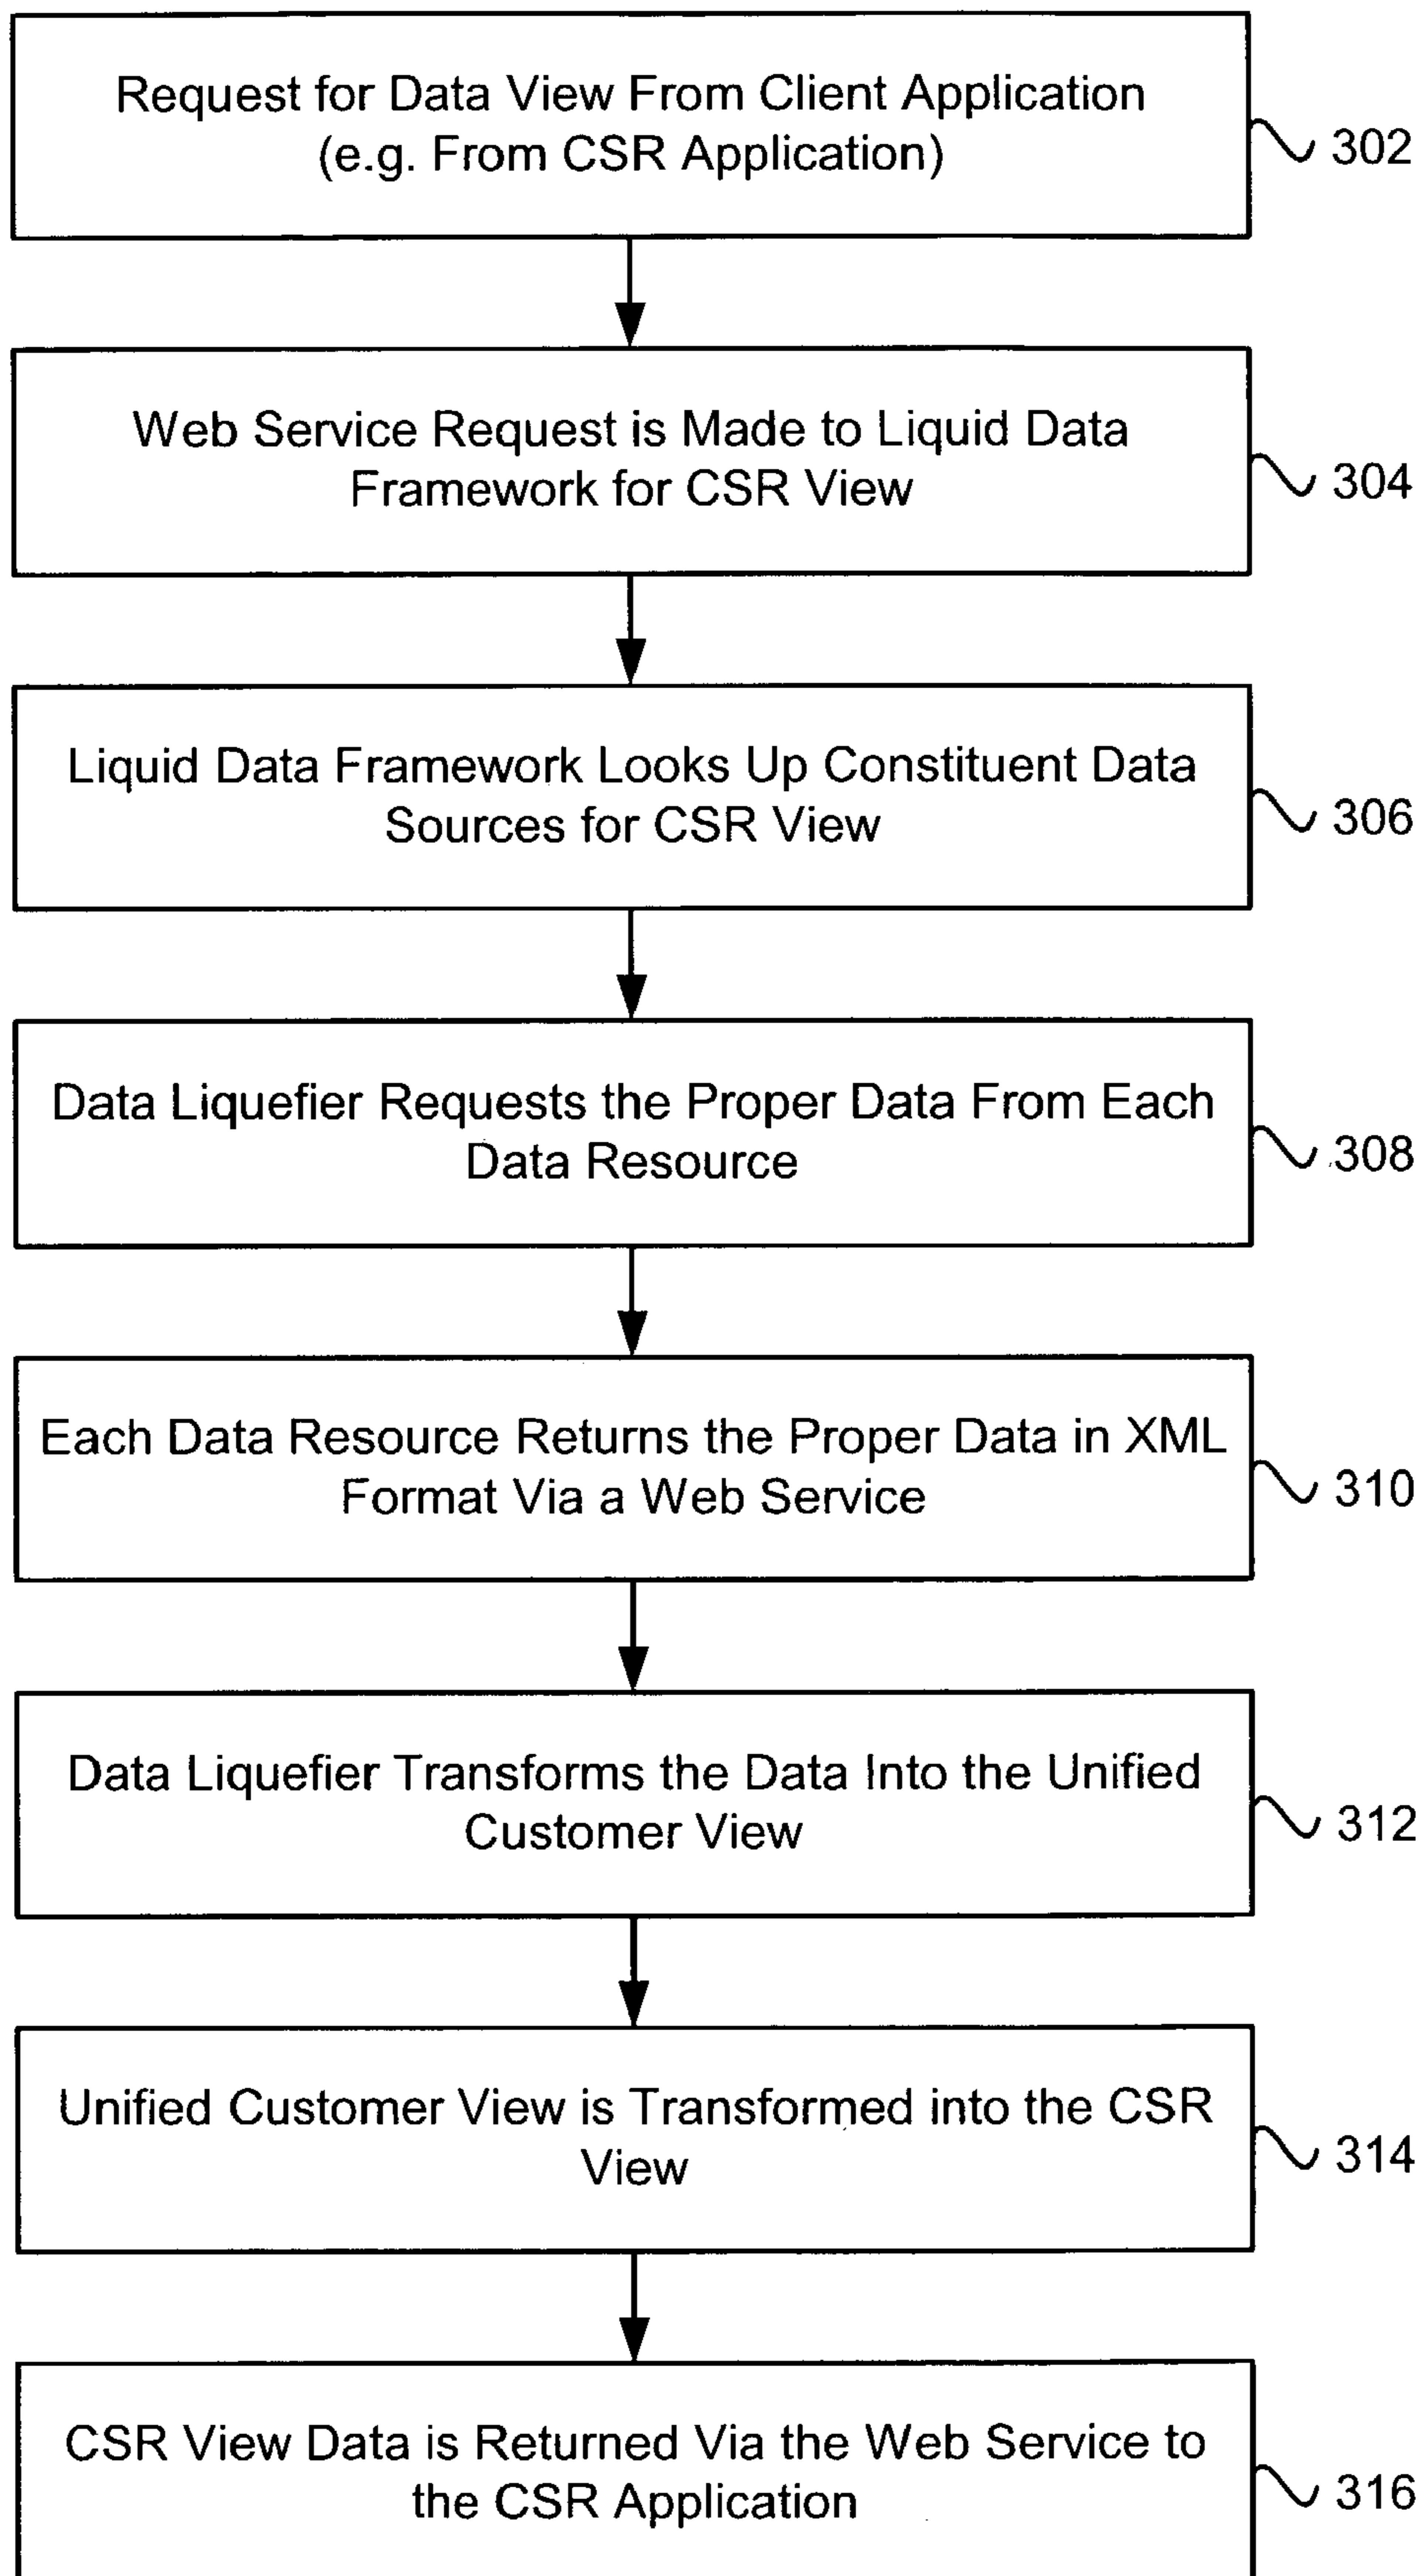 Request for Data View From Client Application
(e.g. From CSR Application)
302
Web Service Request is Made to Liquid Data
Framework for CSR View
304
Liquid Data Framework Looks Up Constituent Data
Sources for CSR View
306
Data Liquefier Requests the Proper Data From Each
Data Resource
308
Each Data Resource Returns the Proper Data in XML
Format Via a Web Service
310
Data Liquefier Transforms the Data Into the Unified
Customer View
312
Unified Customer View is Transformed into the CSR
View
314
CSR View Data is Returned Via the Web Service to
the CSR Application
316